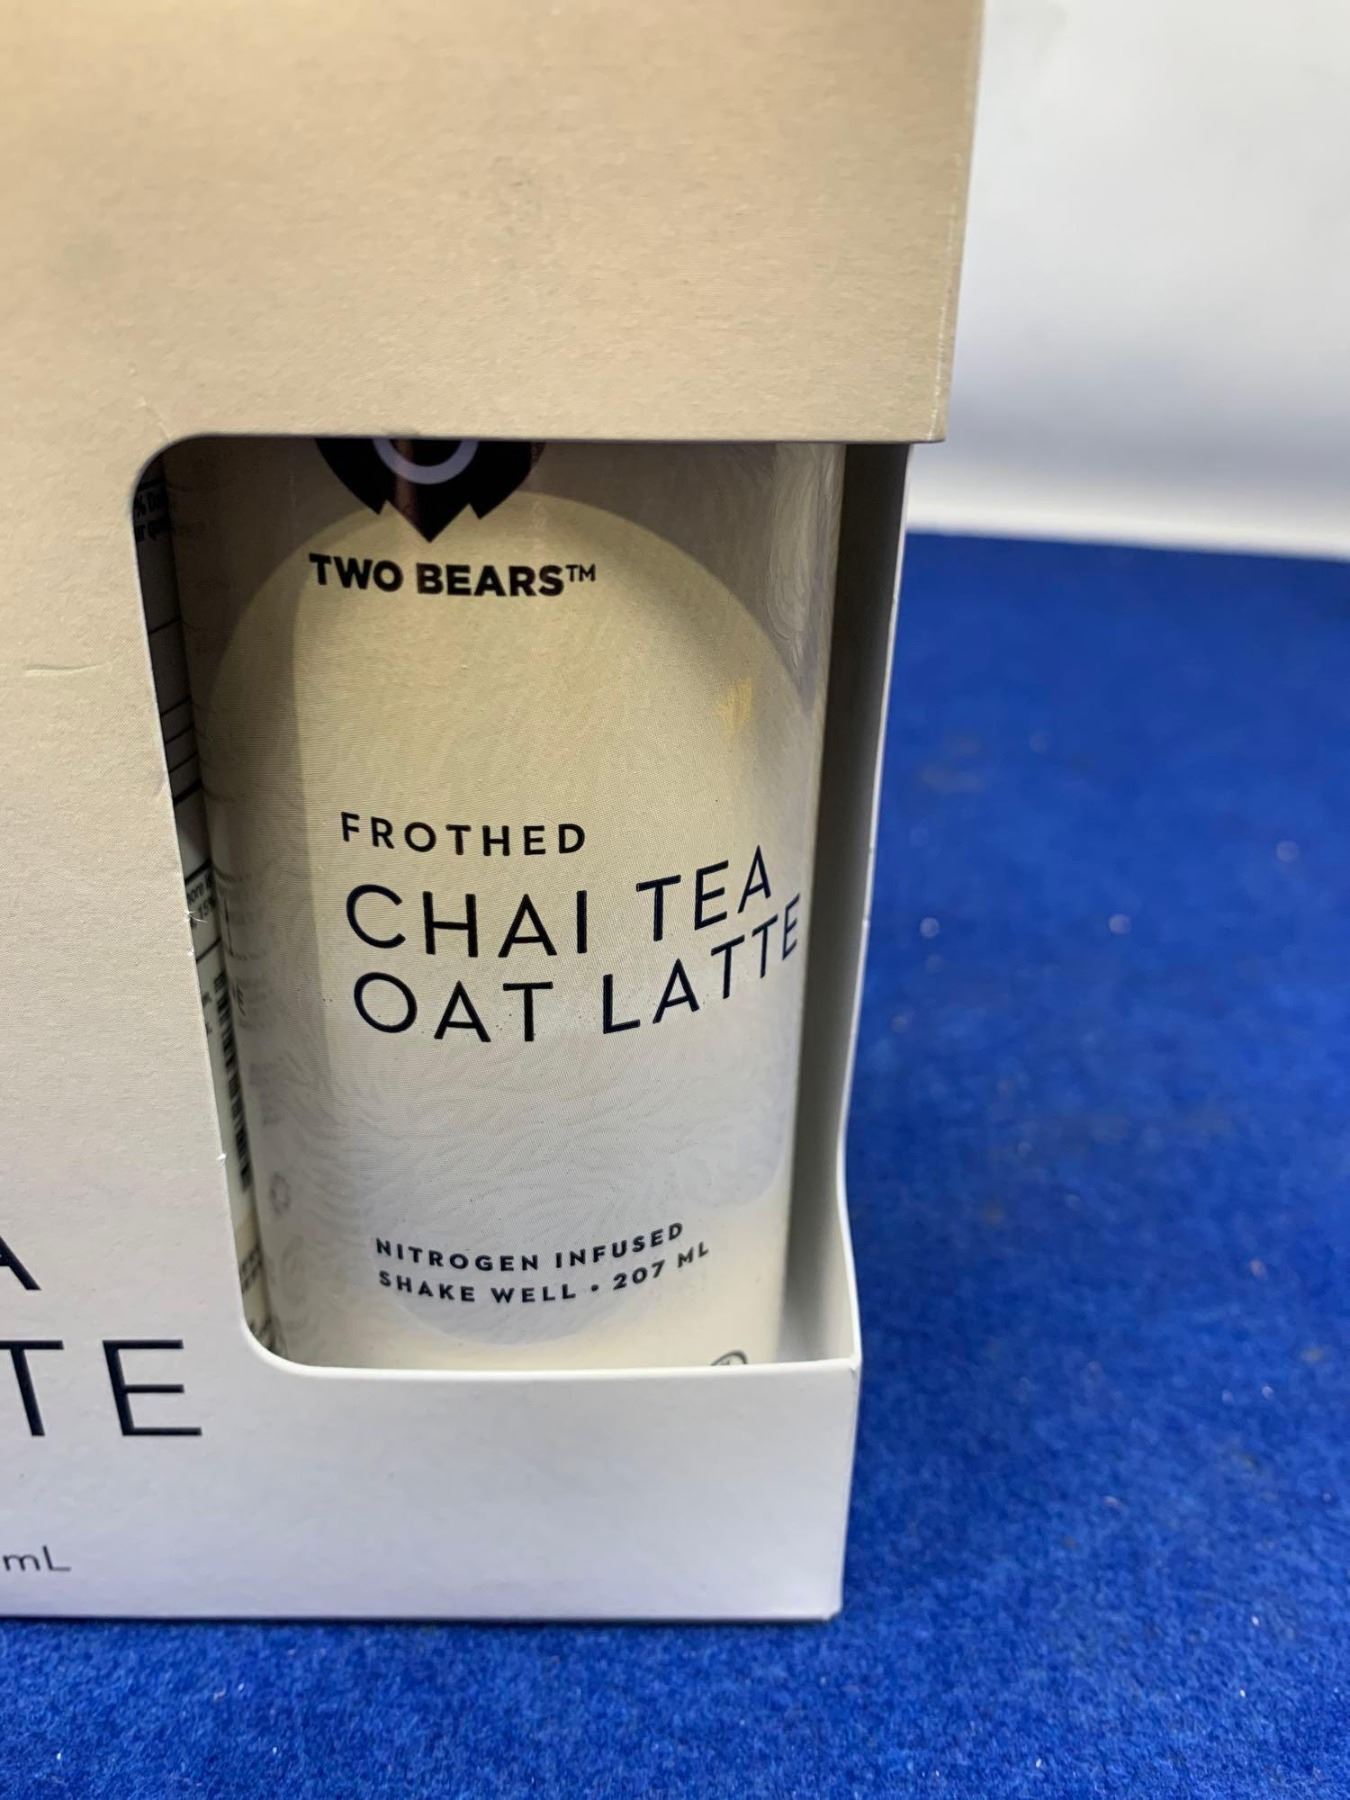 TWO BEARS™
FROTHED
CHAI TEA
OAT LATTE
NITROGEN INFUSED
SHAKE WELL • 207 ML
A
TE
mL